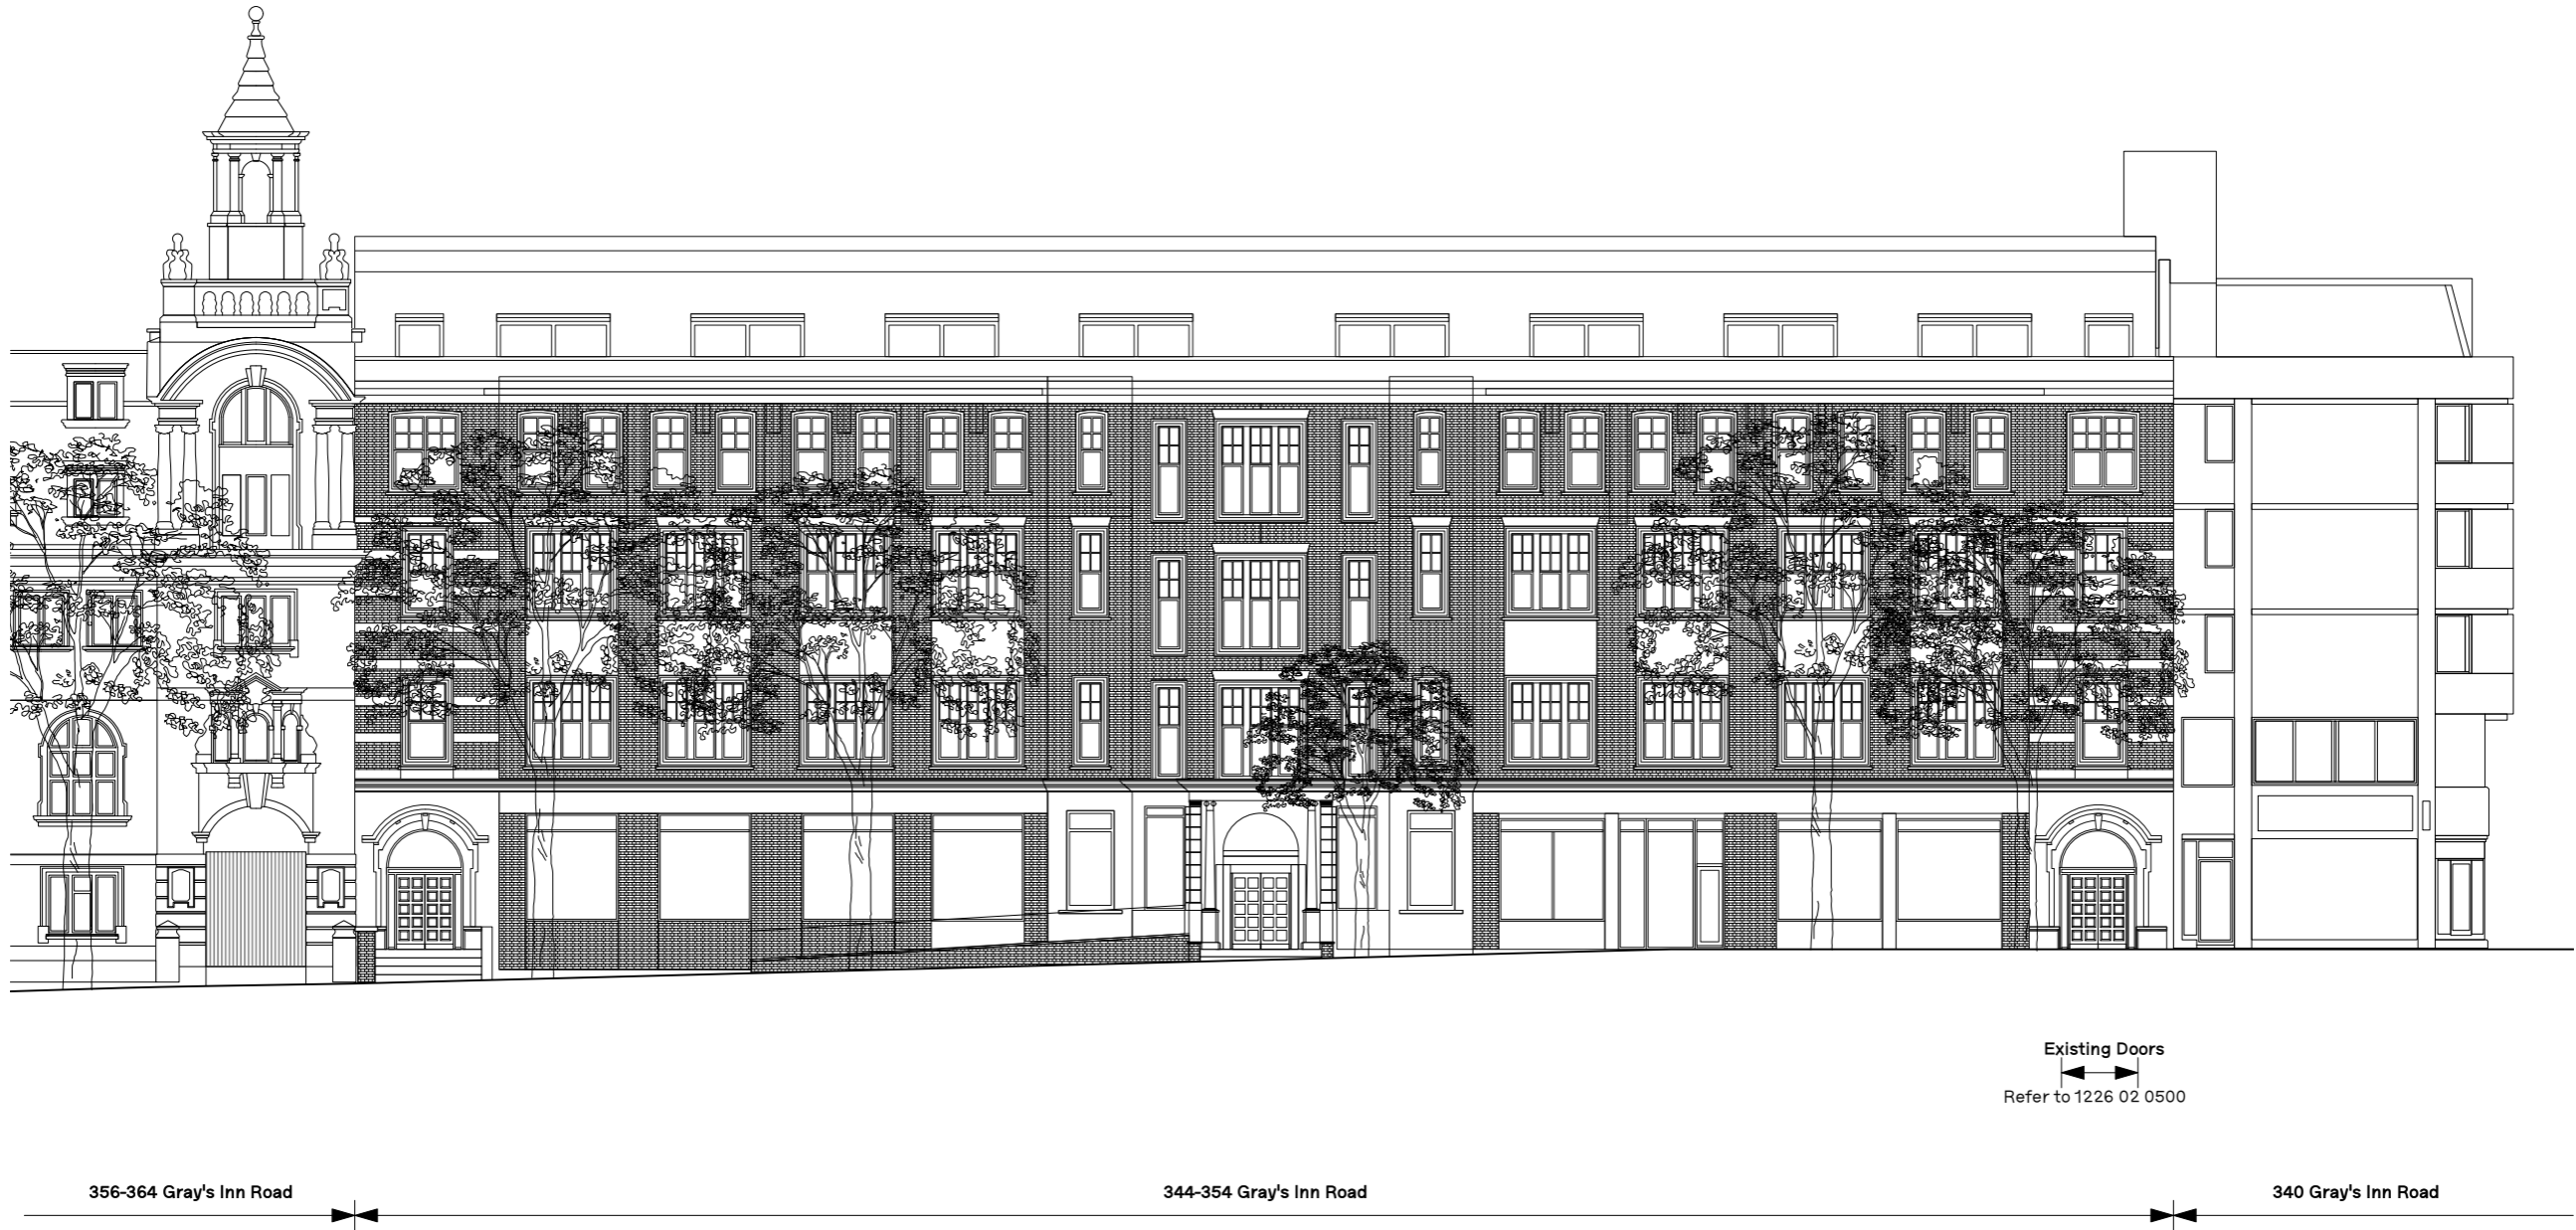 Existing Doors
Refer to 1226 02 0500
356-364 Gray's Inn Road
344-354 Gray's Inn Road
340 Gray's Inn Road